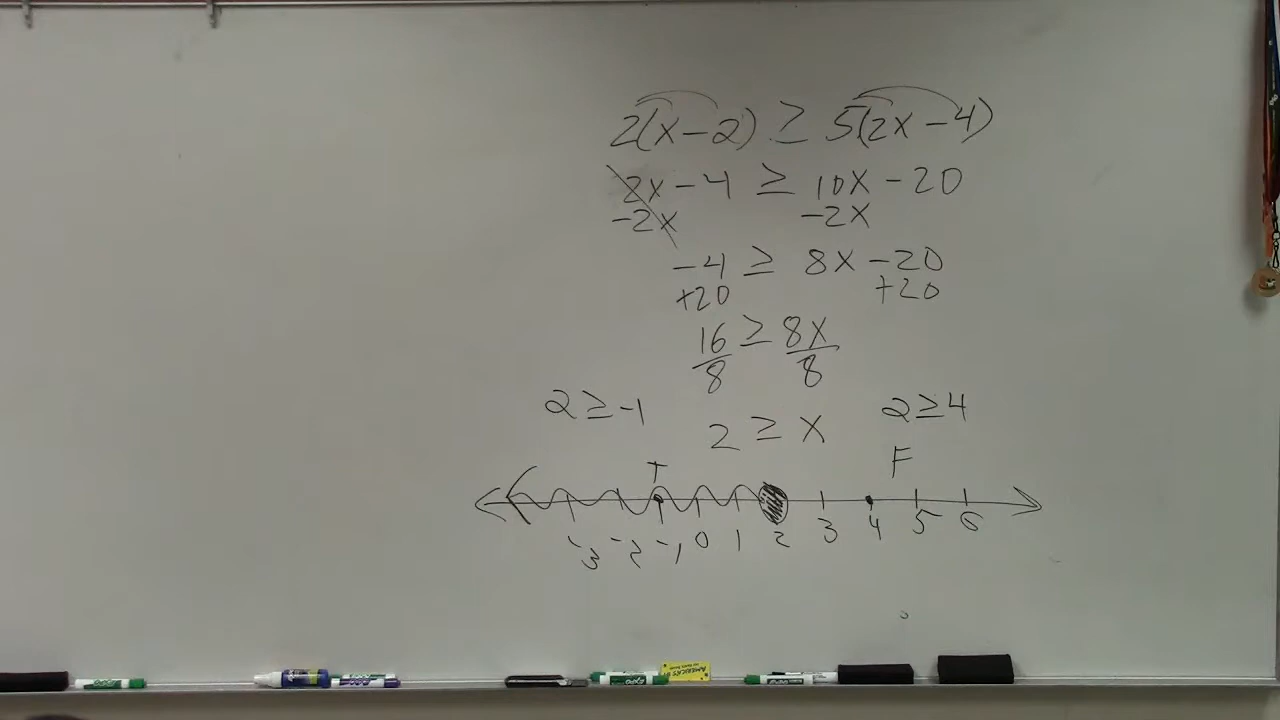 2(x-2) ≥ 5(2x-4)
2x-4 ≥ 10x-20
-2x -2x
-4 ≥ 8x-20
+20 +20
16/8 ≥ 8x/8
2≥-1 2 ≥ x 2≥4
T F
-3 -2 -1 0 1 2 3 4 5 6
EXPO